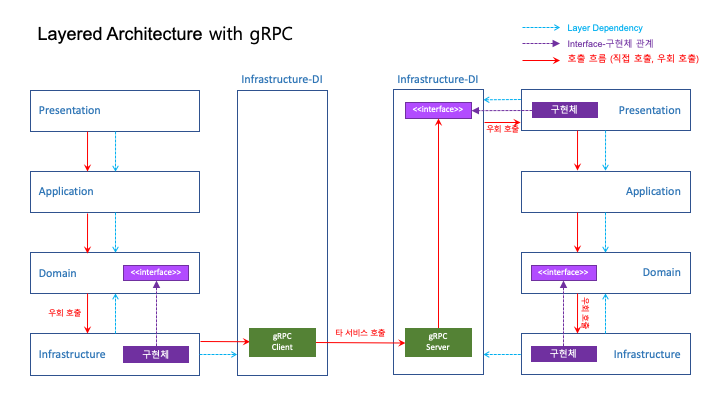 Layered Architecture with gRPC
Layer Dependency
Interface-구현체 관계
호출 흐름 (직접 호출, 우회 호출)
Infrastructure-DI
Infrastructure-DI
Presentation
<<interface>>
구현체
Presentation
우회 호출
Application
Application
Domain
<<interface>>
<<interface>>
Domain
우회 호출
우회 호출
Infrastructure
구현체
gRPC
Client
타 서비스 호출
gRPC
Server
구현체
Infrastructure